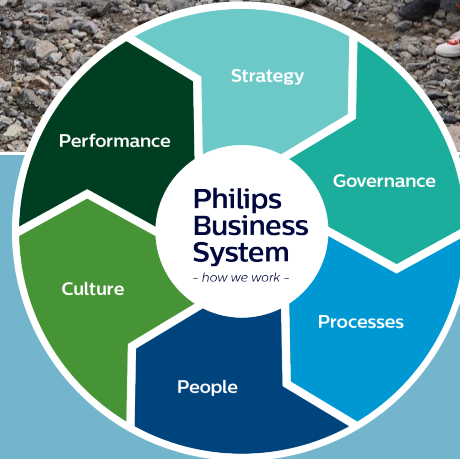 Strategy
Governance
Processes
People
Culture
Performance
Philips
Business
System
- how we work -